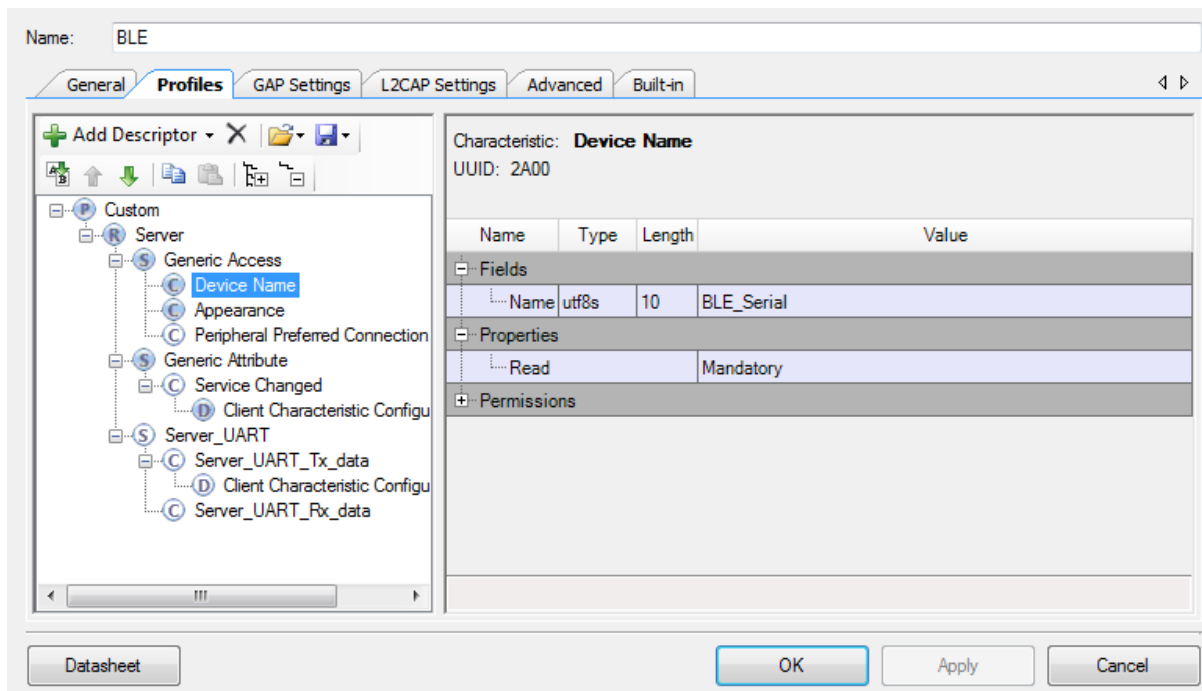 Name: BLE
General Profiles GAP Settings L2CAP Settings Advanced Built-in
Add Descriptor
Custom
Server
Generic Access
Device Name
Appearance
Peripheral Preferred Connection
Generic Attribute
Service Changed
Client Characteristic Configu
Server_UART
Server_UART_Tx_data
Client Characteristic Configu
Server_UART_Rx_data
Characteristic: Device Name
UUID: 2A00
Name Type Length Value
Fields
Name utf8s 10 BLE_Serial
Properties
Read Mandatory
Permissions
Datasheet OK Apply Cancel